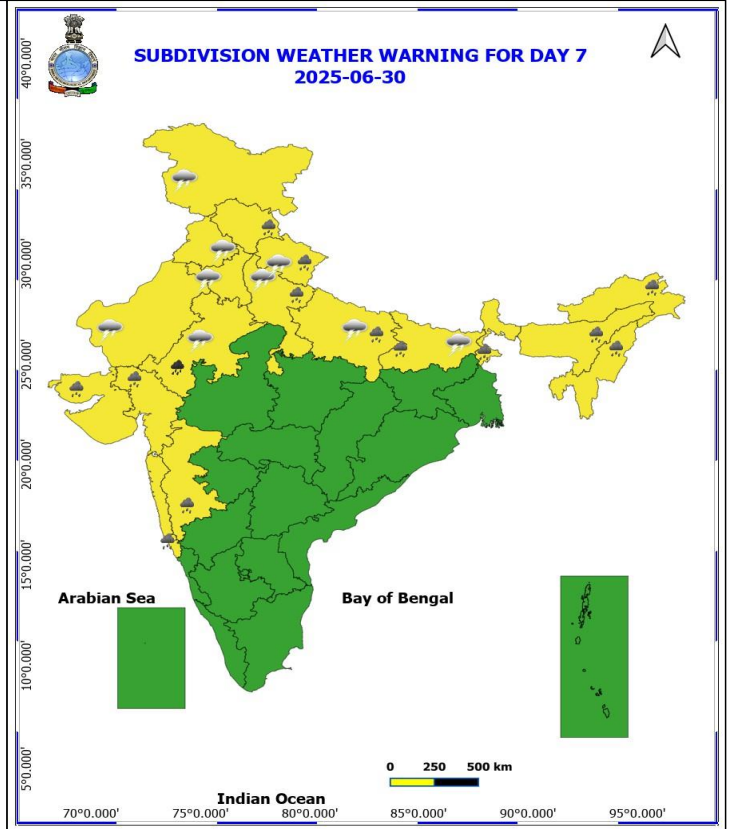 SUBDIVISION WEATHER WARNING FOR DAY 7
2025-06-30
40°0.000'
35°0.000'
30°0.000'
25°0.000'
20°0.000'
15°0.000'
10°0.000'
5°0.000'
Arabian Sea
Bay of Bengal
0 250 500 km
Indian Ocean
70°0.000' 75°0.000' 80°0.000' 85°0.000' 90°0.000' 95°0.000'